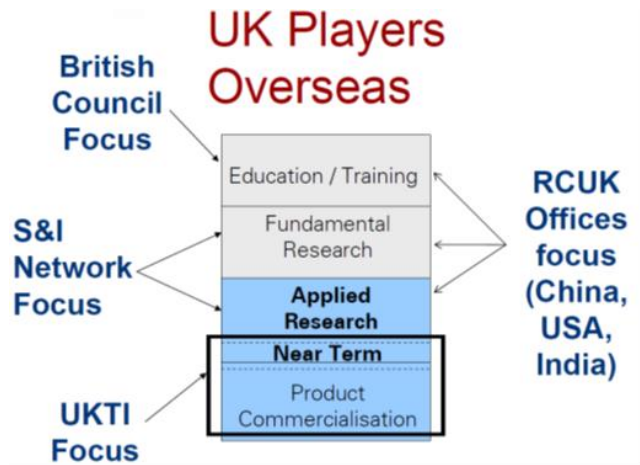 UK Players
Overseas
British
Council
Focus
Education / Training
Fundamental
Research
RCUK
Offices
focus
(China,
USA,
India)
S&I
Network
Focus
Applied
Research
Near Term
Product
Commercialisation
UKTI
Focus